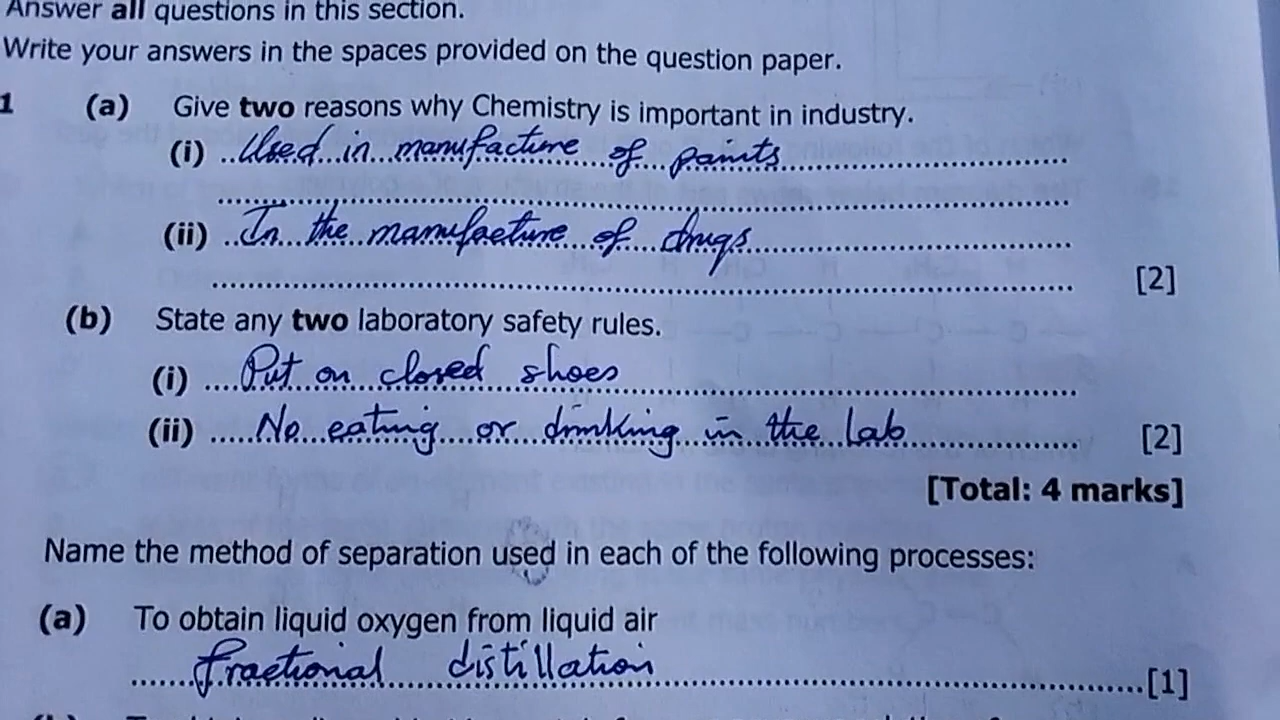 Answer all questions in this section.
Write your answers in the spaces provided on the question paper.
1 (a) Give two reasons why Chemistry is important in industry.
(i) Used in manufacture of paints
(ii) In the manufacture of drugs
[2]
(b) State any two laboratory safety rules.
(i) Put on closed shoes
(ii) No eating or drinking in the lab [2]
[Total: 4 marks]
Name the method of separation used in each of the following processes:
(a) To obtain liquid oxygen from liquid air
fractional distillation [1]